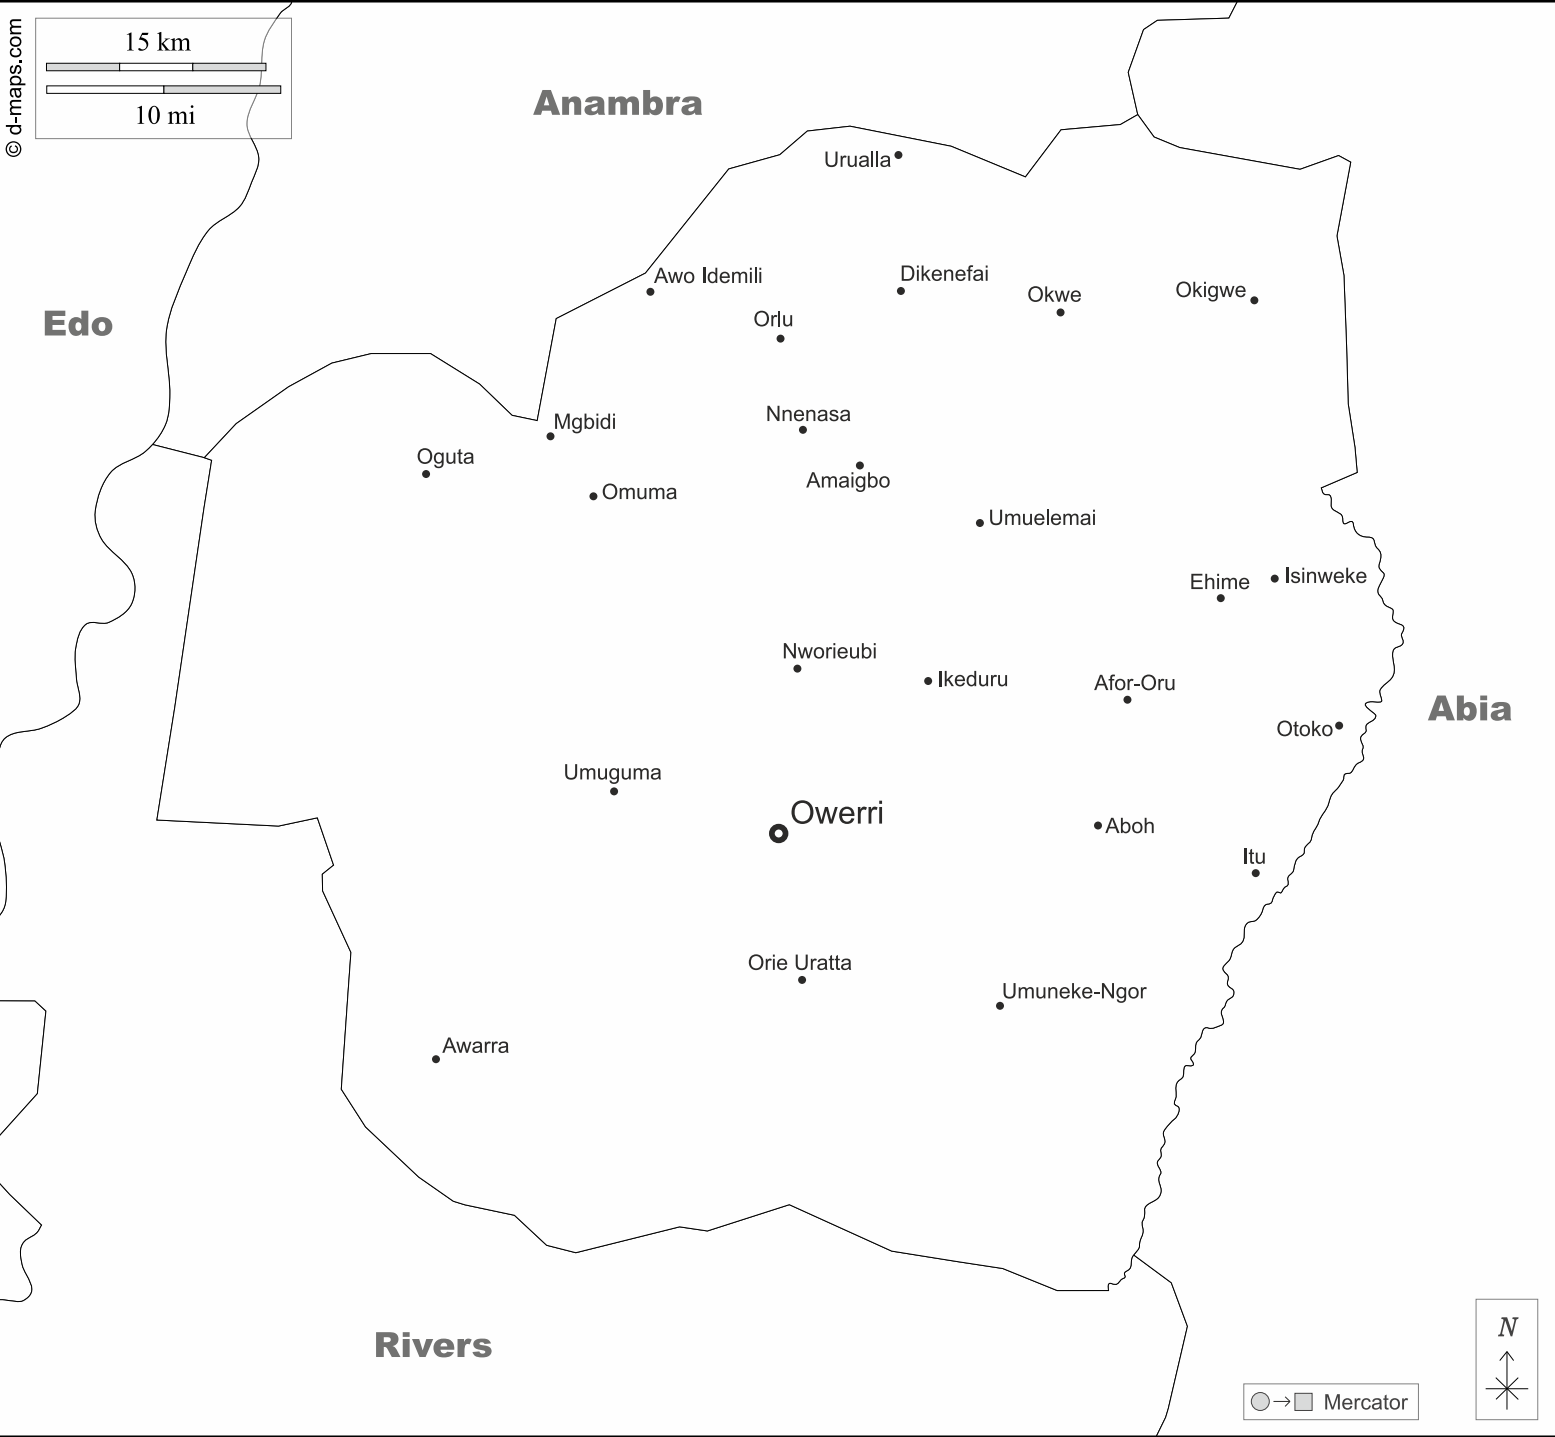 © d-maps.com
15 km
10 mi
Anambra
Urualla
Awo Idemili
Dikenefai
Okwe
Okigwe
Edo
Orlu
Mgbidi
Nnenasa
Oguta
Omuma
Amaigbo
Umuelemai
Ehime
Isinweke
Nworieubi
Ikeduru
Afor-Oru
Abia
Otoko
Umuguma
Owerri
Aboh
Itu
Orie Uratta
Umuneke-Ngor
Awarra
Rivers
N
Mercator